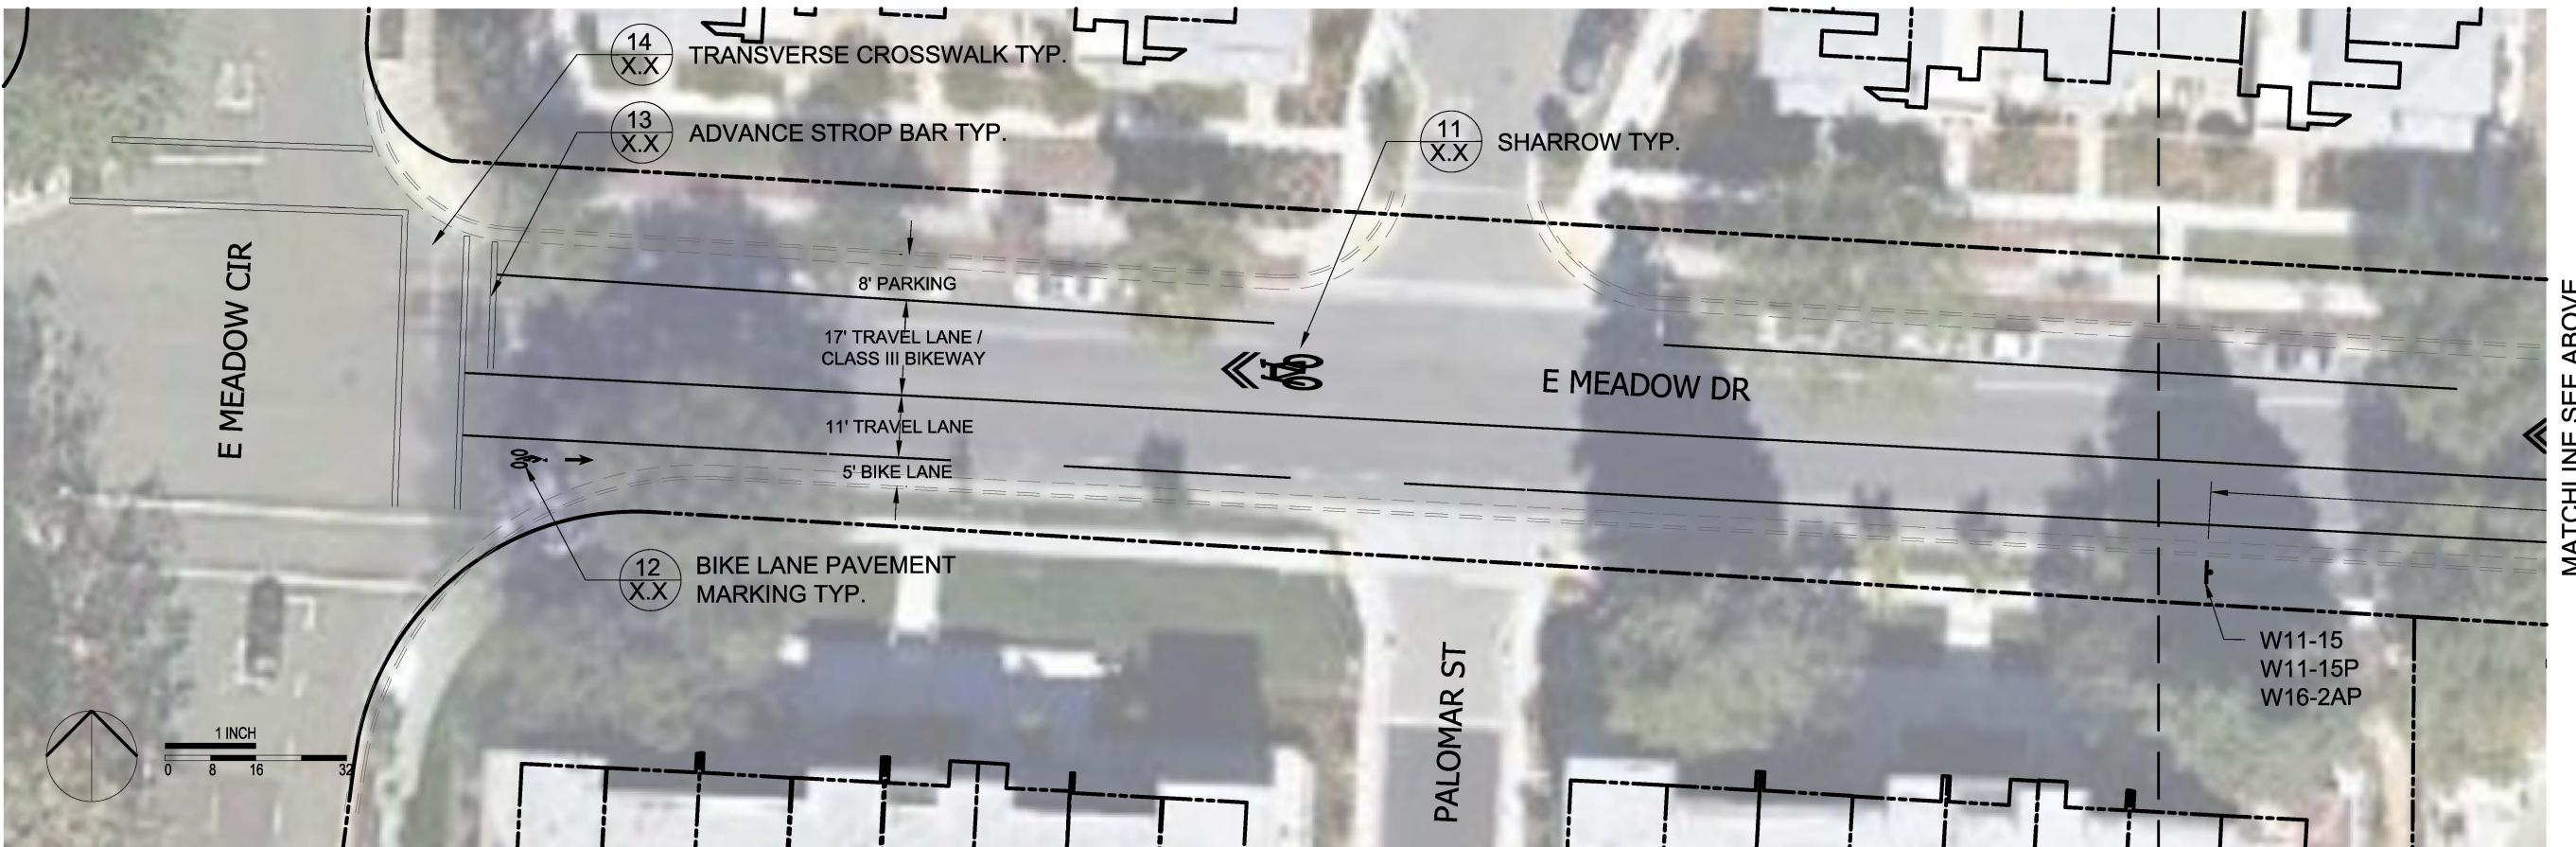 14
X.X
TRANSVERSE CROSSWALK TYP.
13
X.X
ADVANCE STROP BAR TYP.
11
X.X
SHARROW TYP.
E MEADOW CIR
8' PARKING
17' TRAVEL LANE /
CLASS III BIKEWAY
11' TRAVEL LANE
5' BIKE LANE
E MEADOW DR
12
X.X
BIKE LANE PAVEMENT
MARKING TYP.
PALOMAR ST
W11-15
W11-15P
W16-2AP
MATCHLINE SEE ABOVE
1 INCH
0 8 16 32